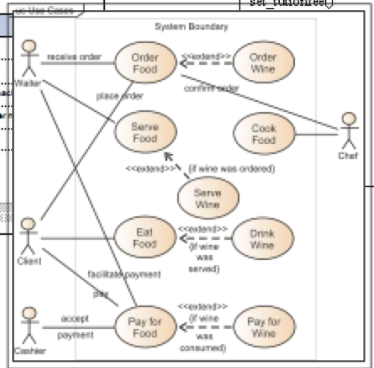 set_tuitionfee()
uc Use Cases
System Boundary
receive order
Order
Food
<<extend>>
Order
Wine
Waiter
place order
confirm order
Serve
Food
Cook
Food
Chef
<<extend>>
(if wine was ordered)
Serve
Wine
Client
Eat
Food
<<extend>>
(if wine
was
served)
Drink
Wine
facilitate payment
pay
Cashier
accept
payment
Pay for
Food
<<extend>>
(if wine
was
consumed)
Pay for
Wine